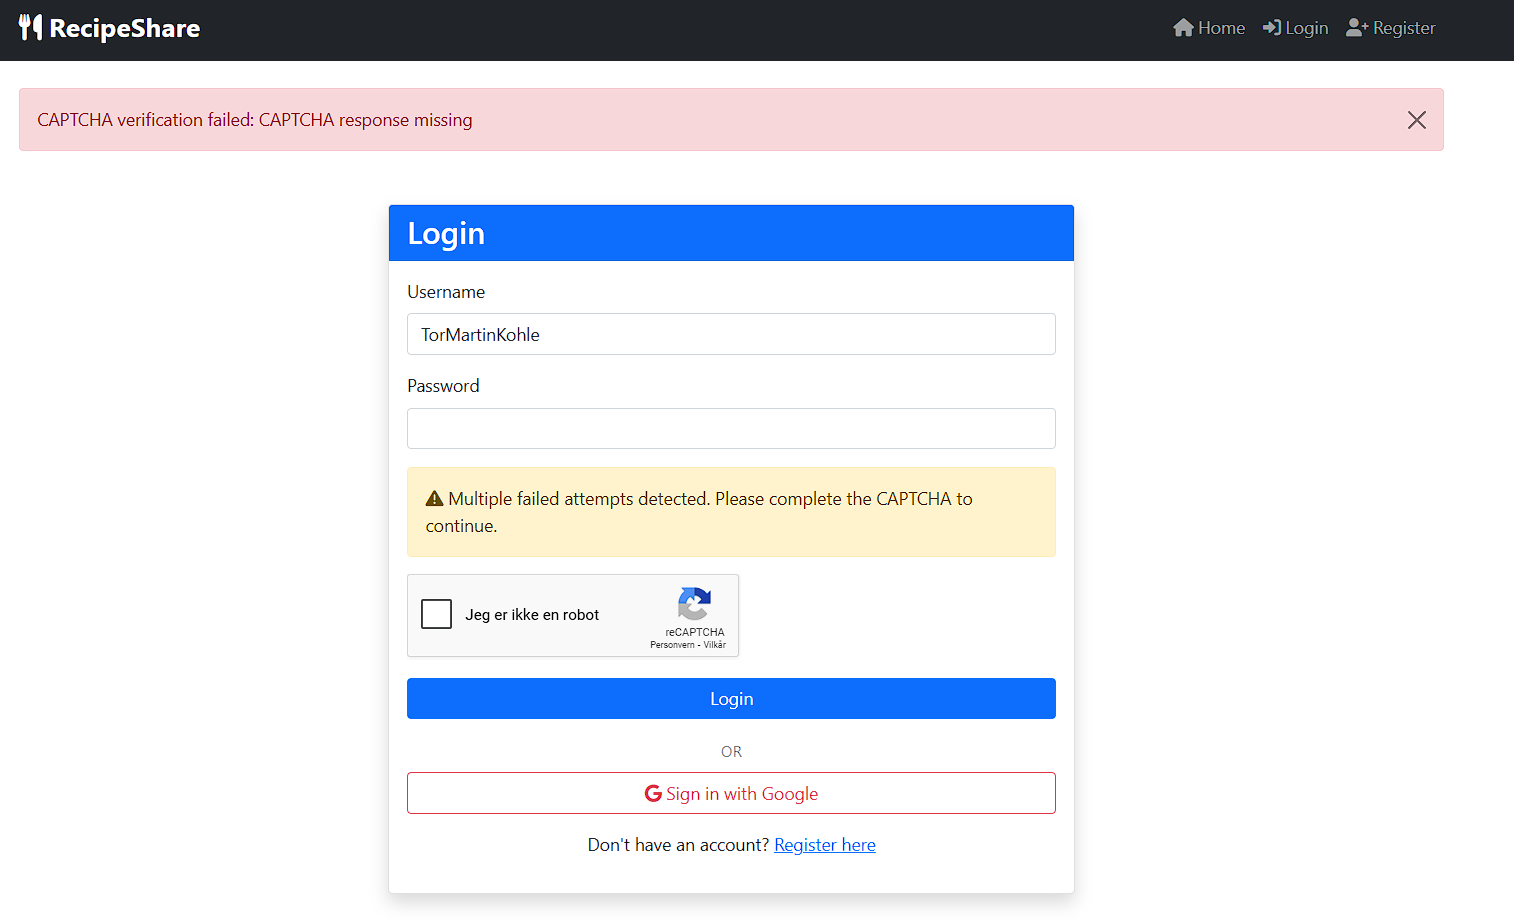 RecipeShare
Home Login Register
CAPTCHA verification failed: CAPTCHA response missing
Login
Username
TorMartinKohle
Password
Multiple failed attempts detected. Please complete the CAPTCHA to
continue.
Jeg er ikke en robot
reCAPTCHA
Personvern - Vilkår
Login
OR
Sign in with Google
Don't have an account? Register here